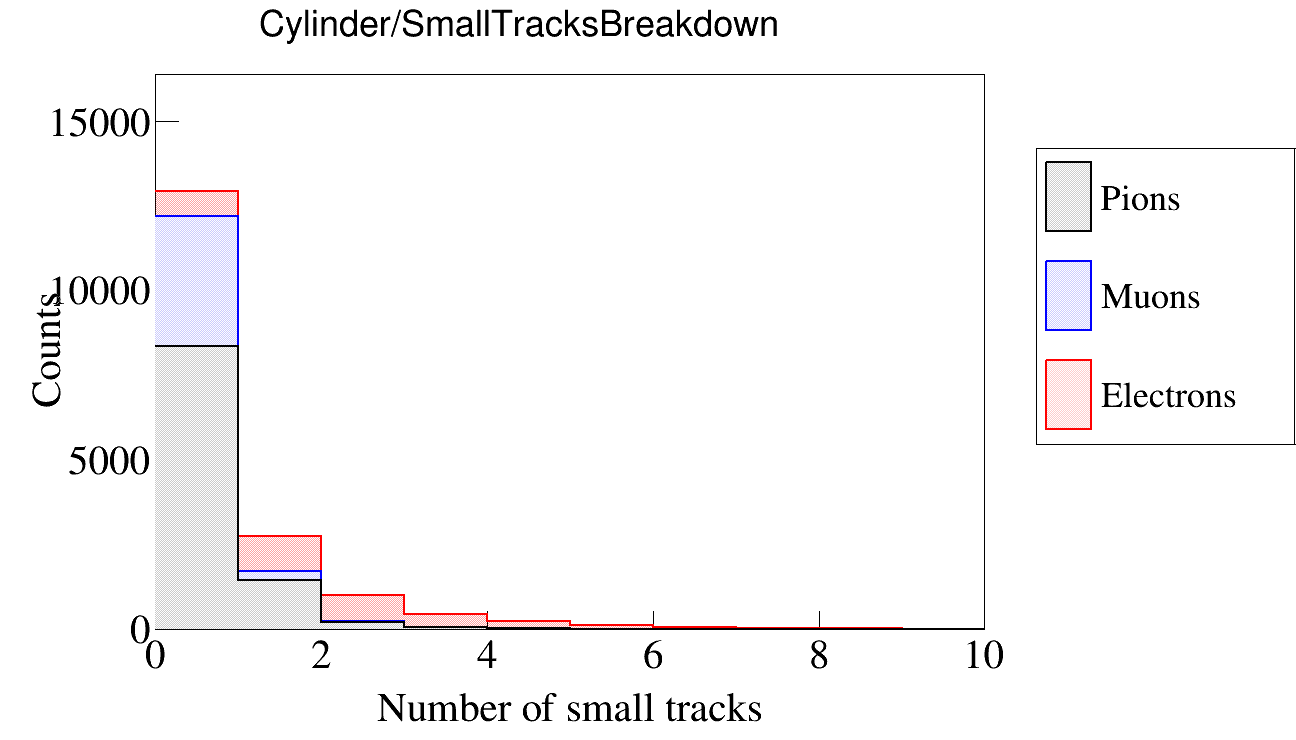 Cylinder/SmallTracksBreakdown
15000
10000
5000
0
Counts
0 2 4 6 8 10
Number of small tracks
Pions
Muons
Electrons